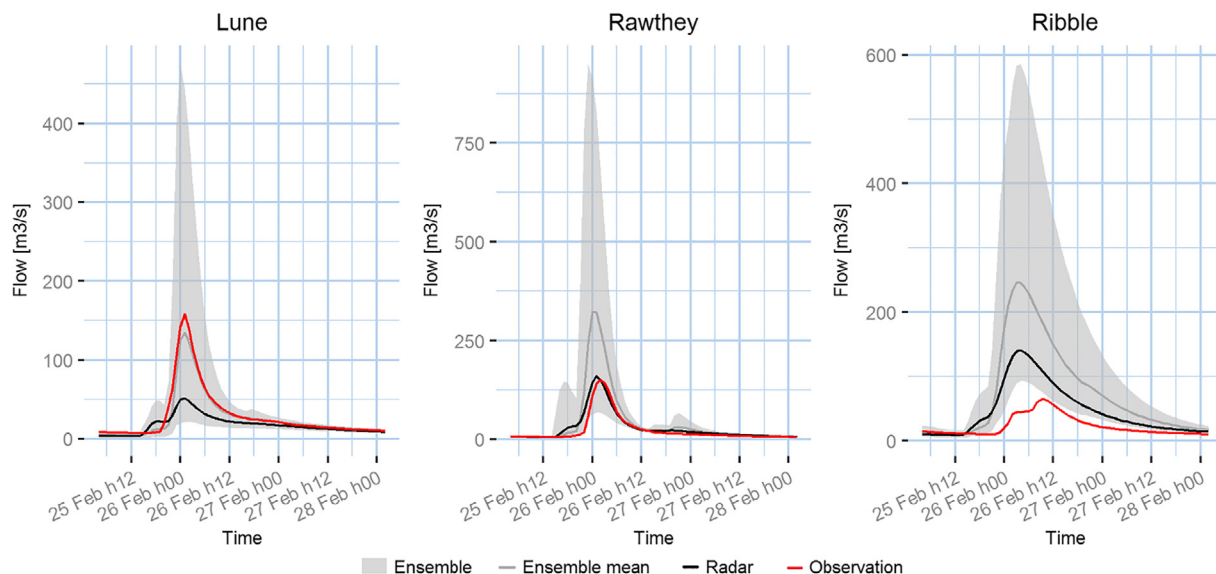 Lune
Rawthey
Ribble
Flow [m3/s]
400
300
200
100
0
25 Feb h12
26 Feb h00
26 Feb h12
27 Feb h00
27 Feb h12
28 Feb h00
Time
Flow [m3/s]
750
500
250
0
25 Feb h12
26 Feb h00
26 Feb h12
27 Feb h00
27 Feb h12
28 Feb h00
Time
Flow [m3/s]
600
400
200
0
25 Feb h12
26 Feb h00
26 Feb h12
27 Feb h00
27 Feb h12
28 Feb h00
Time
Ensemble Ensemble mean Radar Observation